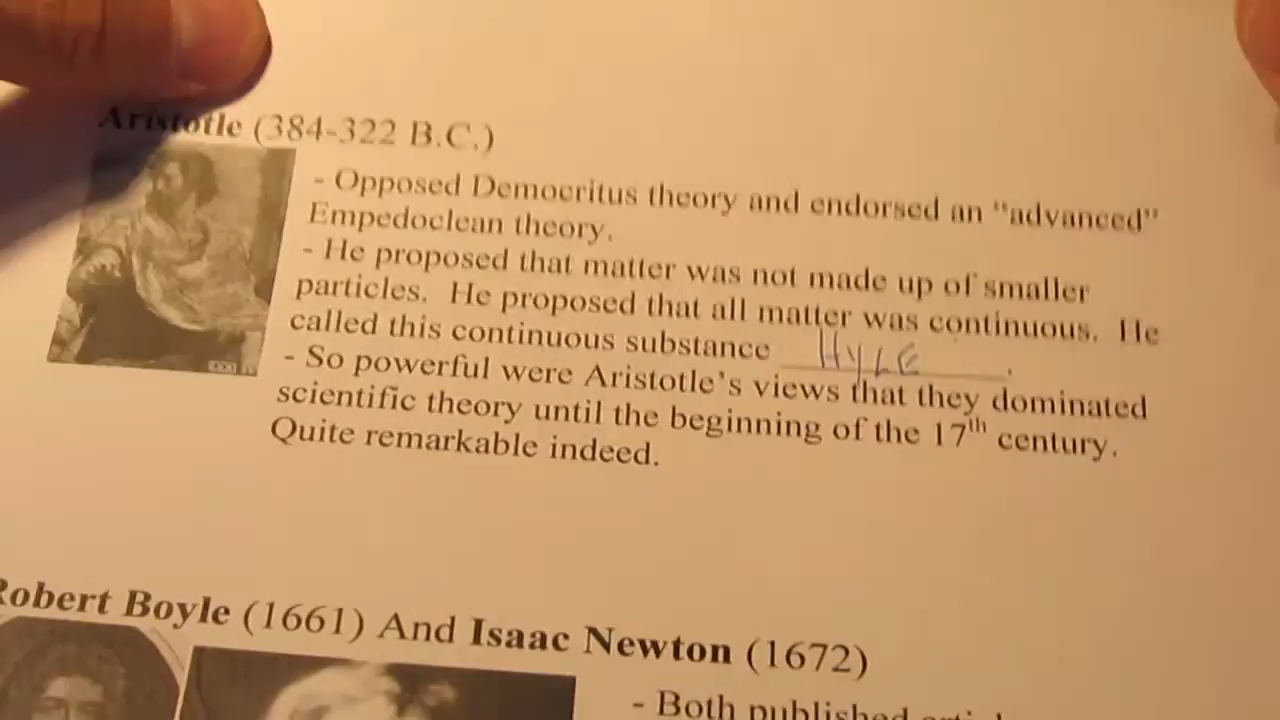 Aristotle (384-322 B.C.)
- Opposed Democritus theory and endorsed an "advanced"
Empedoclean theory.
- He proposed that matter was not made up of smaller
particles. He proposed that all matter was continuous. He
called this continuous substance HYLE.
- So powerful were Aristotle's views that they dominated
scientific theory until the beginning of the 17th century.
Quite remarkable indeed.
Robert Boyle (1661) And Isaac Newton (1672)
- Both published